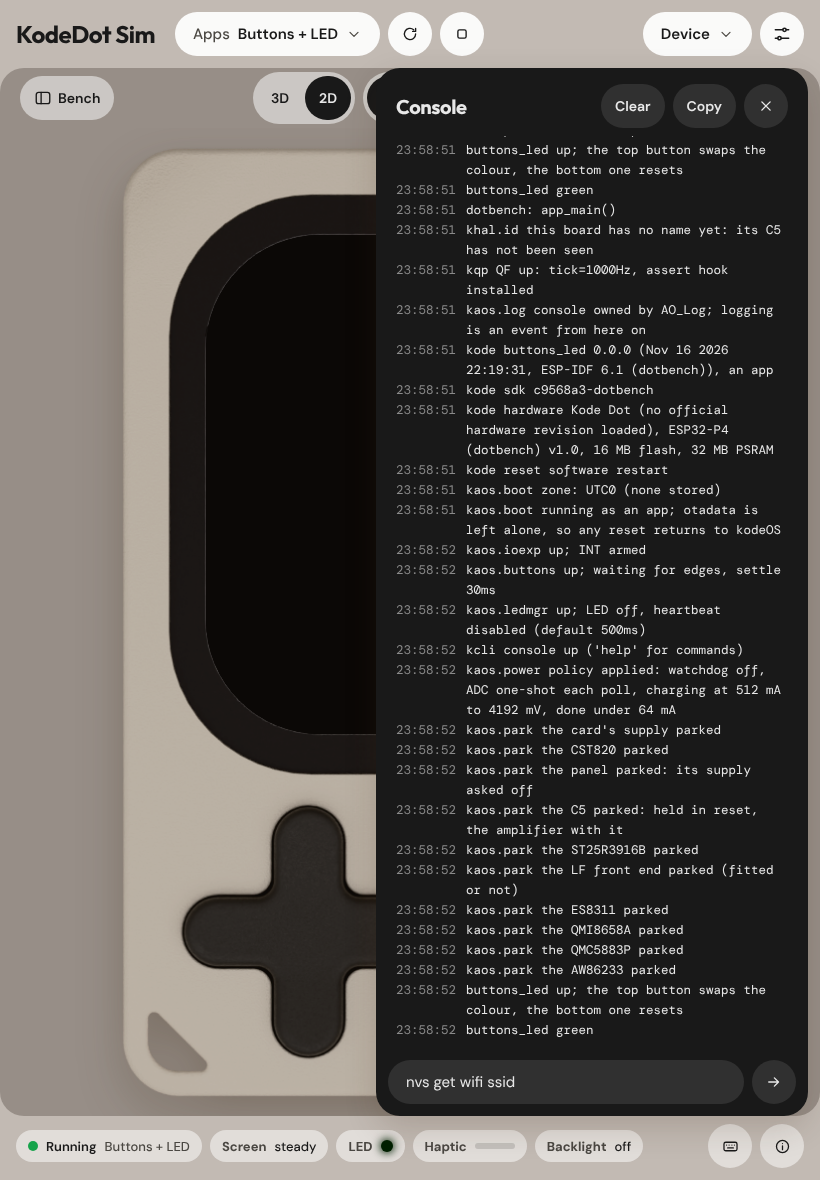 KodeDot Sim
Apps Buttons + LED
Device
Bench
3D 2D
Console
Clear
Copy
23:58:51 buttons_led up; the top button swaps the
colour, the bottom one resets
23:58:51 buttons_led green
23:58:51 dotbench: app_main()
23:58:51 khal.id this board has no name yet: its C5
has not been seen
23:58:51 kqp QF up: tick=1000Hz, assert hook
installed
23:58:51 kaos.log console owned by AO_Log; logging
is an event from here on
23:58:51 kode buttons_led 0.0.0 (Nov 16 2026
22:19:31, ESP-IDF 6.1 (dotbench)), an app
23:58:51 kode sdk c9568a3-dotbench
23:58:51 kode hardware Kode Dot (no official
hardware revision loaded), ESP32-P4
(dotbench) v1.0, 16 MB flash, 32 MB PSRAM
23:58:51 kode reset software restart
23:58:51 kaos.boot zone: UTC0 (none stored)
23:58:51 kaos.boot running as an app; otadata is
left alone, so any reset returns to kodeOS
23:58:52 kaos.ioexp up; INT armed
23:58:52 kaos.buttons up; waiting for edges, settle
30ms
23:58:52 kaos.ledmgr up; LED off, heartbeat
disabled (default 500ms)
23:58:52 kcli console up ('help' for commands)
23:58:52 kaos.power policy applied: watchdog off,
ADC one-shot each poll, charging at 512 mA
to 4192 mV, done under 64 mA
23:58:52 kaos.park the card's supply parked
23:58:52 kaos.park the CST820 parked
23:58:52 kaos.park the panel parked: its supply
asked off
23:58:52 kaos.park the C5 parked: held in reset,
the amplifier with it
23:58:52 kaos.park the ST25R3916B parked
23:58:52 kaos.park the LF front end parked (fitted
or not)
23:58:52 kaos.park the ES8311 parked
23:58:52 kaos.park the QMI8658A parked
23:58:52 kaos.park the QMC5883P parked
23:58:52 kaos.park the AW86233 parked
23:58:52 buttons_led up; the top button swaps the
colour, the bottom one resets
23:58:52 buttons_led green
nvs get wifi ssid
Running Buttons + LED
Screen steady
LED
Haptic
Backlight off